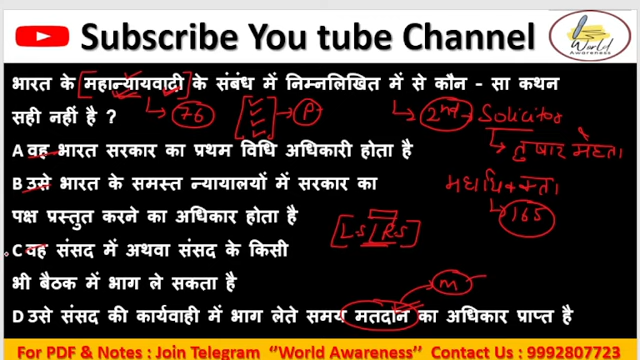 Subscribe You tube Channel
World
Awareness
भारत के महान्यायवादी के संबंध में निम्नलिखित में से कौन - सा कथन
76
P
2nd
Solicitor
सही नहीं है ?
तुषार मेहता
A वह भारत सरकार का प्रथम विधि अधिकारी होता है
B उसे भारत के समस्त न्यायालयों में सरकार का
165
पक्ष प्रस्तुत करने का अधिकार होता है
LS
RS
C वह संसद में अथवा संसद के किसी
भी बैठक में भाग ले सकता है
m
D उसे संसद की कार्यवाही में भाग लेते समय मतदान का अधिकार प्राप्त है
For PDF & Notes : Join Telegram "World Awareness" Contact Us : 9992807723